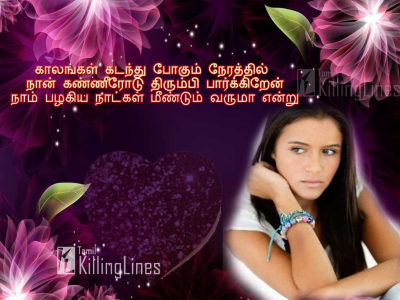 காலங்கள் கடந்து போகும் நேரத்தில்
நான் கண்ணீரோடு திரும்பி பார்க்கிறேன்
நாம் பழகிய நாட்கள் மீண்டும் வருமா என்று
Tamil
KillingLines
Tamil
KillingLines